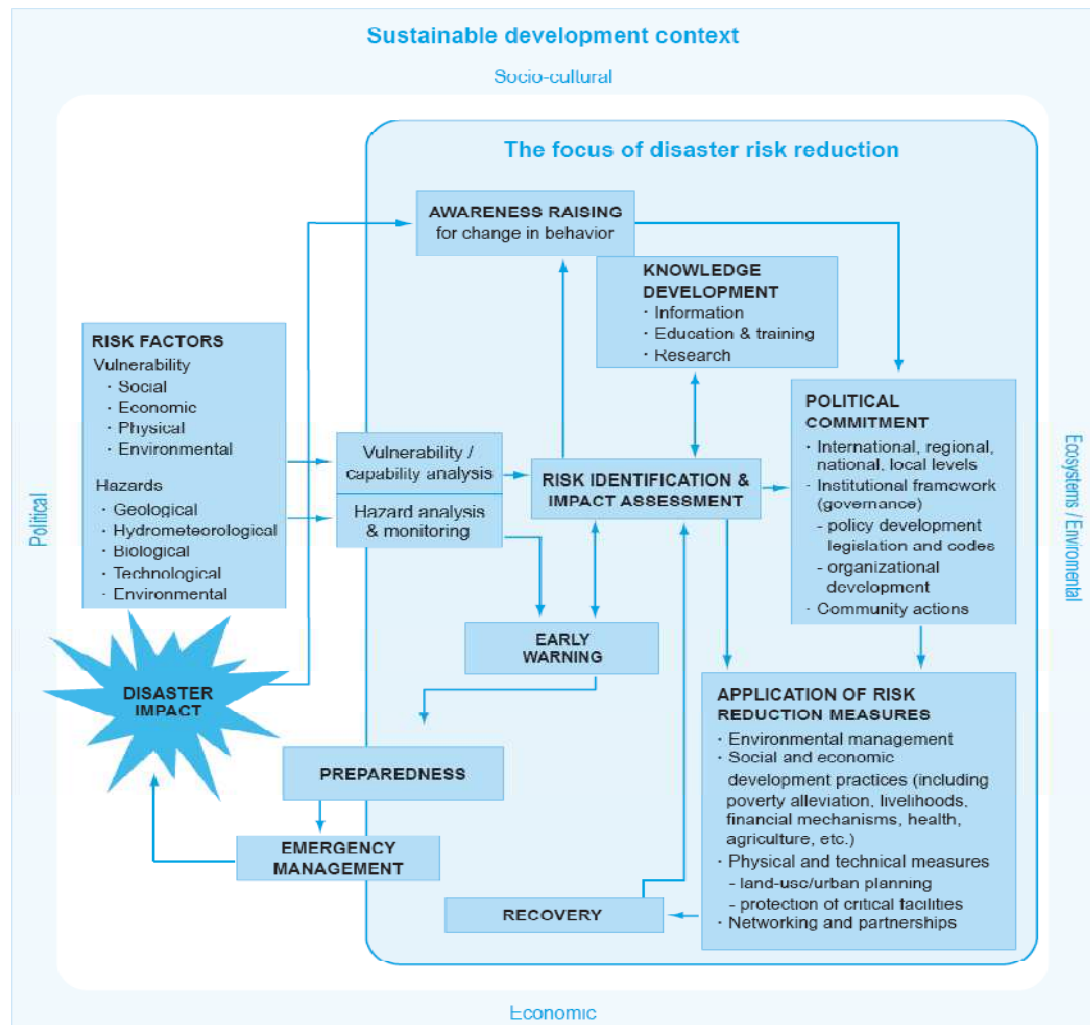 Sustainable development context
Socio-cultural
The focus of disaster risk reduction
AWARENESS RAISING
for change in behavior
KNOWLEDGE
DEVELOPMENT
· Information
· Education & training
· Research
RISK FACTORS
Vulnerability
· Social
· Economic
· Physical
· Environmental
Hazards
· Geological
· Hydrometeorological
· Biological
· Technological
· Environmental
Vulnerability /
capability analysis
Hazard analysis
& monitoring
RISK IDENTIFICATION &
IMPACT ASSESSMENT
POLITICAL
COMMITMENT
· International, regional,
national, local levels
· Institutional framework
(governance)
- policy development
legislation and codes
- organizational
development
· Community actions
Political
Ecosystems / Enviromental
EARLY
WARNING
DISASTER
IMPACT
PREPAREDNESS
EMERGENCY
MANAGEMENT
APPLICATION OF RISK
REDUCTION MEASURES
· Environmental management
· Social and economic
development practices (including
poverty alleviation, livelihoods,
financial mechanisms, health,
agriculture, etc.)
· Physical and technical measures
- land-use/urban planning
- protection of critical facilities
· Networking and partnerships
RECOVERY
Economic